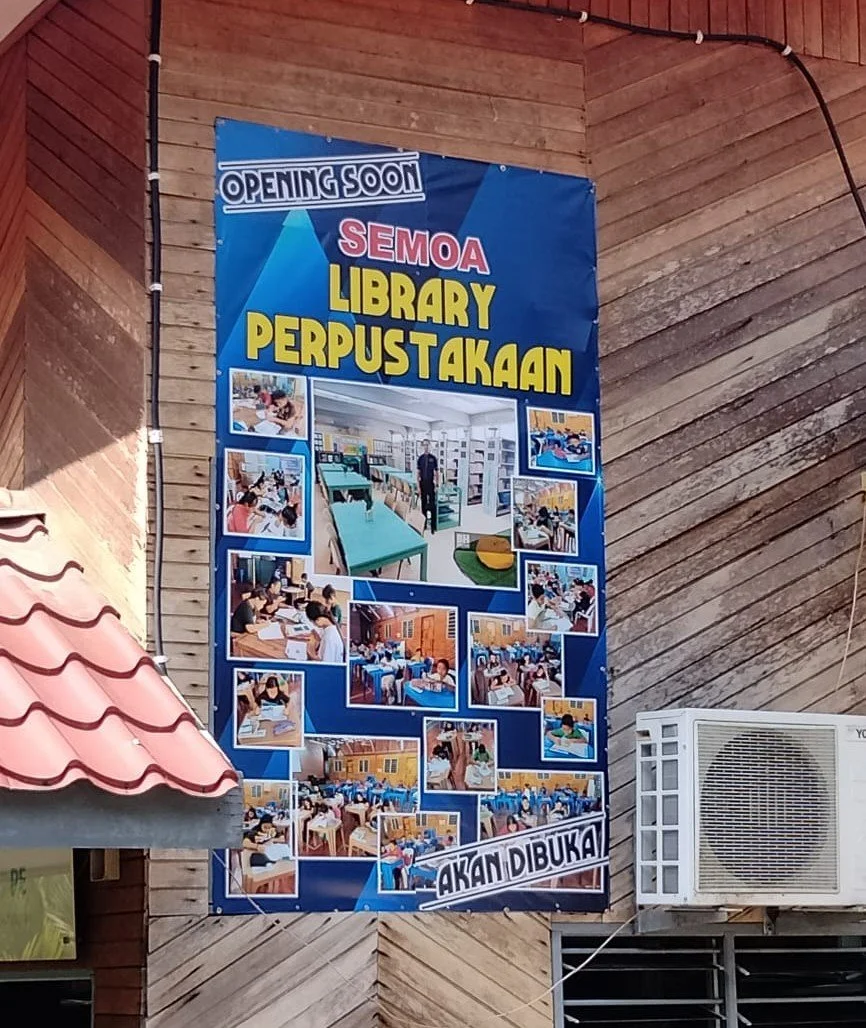 OPENING SOON
SEMOA
LIBRARY
PERPUSTAKAAN
AKAN DIBUKA